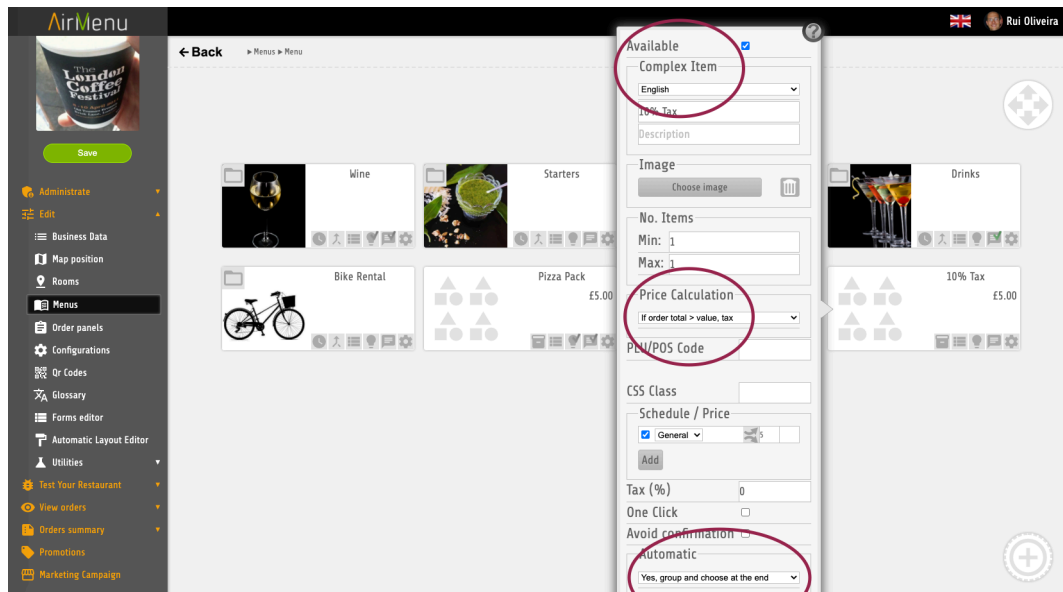 AirMenu
Rui Oliveira
The
London
Coffee
Festival
Save
Administrate
Edit
Business Data
Map position
Rooms
Menus
Order panels
Configurations
Qr Codes
Glossary
Forms editor
Automatic Layout Editor
Utilities
Test Your Restaurant
View orders
Orders summary
Promotions
Marketing Campaign
← Back ▸ Menus ▸ Menu
Wine
Starters
Drinks
Bike Rental
Pizza Pack
£5.00
10% Tax
£5.00
?
Available
Complex Item
English
10% Tax
Description
Image
Choose image
No. Items
Min: 1
Max: 1
Price Calculation
If order total > value, tax
PLU/POS Code
CSS Class
Schedule / Price
General 5
Add
Tax (%) 0
One Click
Avoid confirmation
Automatic
Yes, group and choose at the end